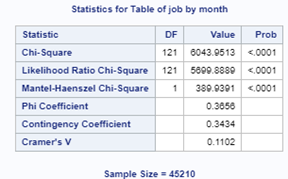 Statistics for Table of job by month
Statistic DF Value Prob
Chi-Square 121 6043.9513 <.0001
Likelihood Ratio Chi-Square 121 5699.8889 <.0001
Mantel-Haenszel Chi-Square 1 389.9391 <.0001
Phi Coefficient 0.3656
Contingency Coefficient 0.3434
Cramer's V 0.1102
Sample Size = 45210